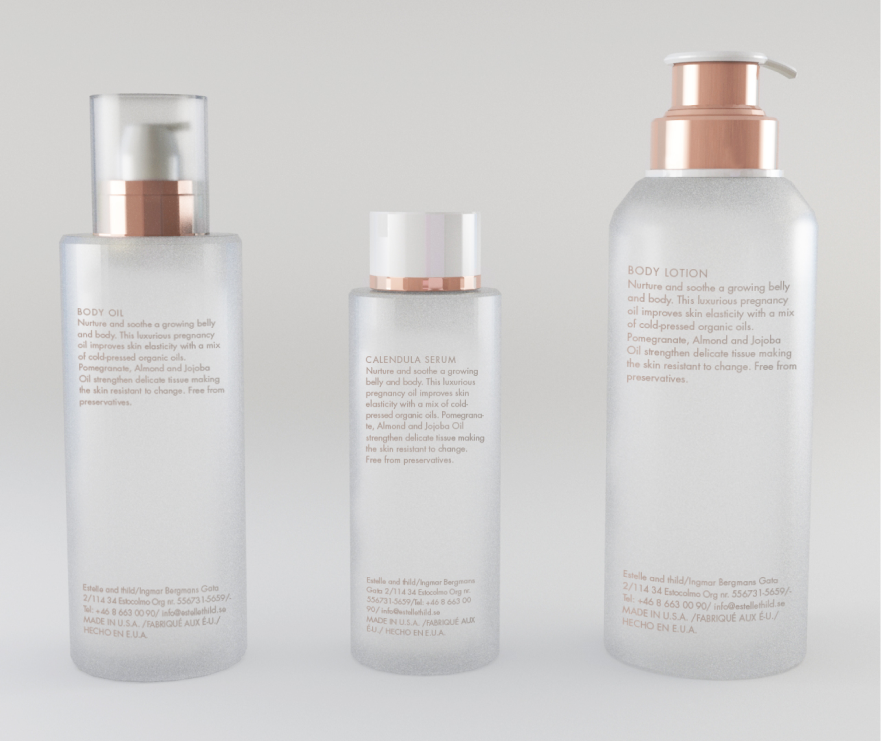 BODY OIL
Nurture and soothe a growing belly
and body. This luxurious pregnancy
oil improves skin elasticity with a mix
of cold-pressed organic oils.
Pomegranate, Almond and Jojoba
Oil strengthen delicate tissue making
the skin resistant to change. Free from
preservatives.
Estelle and thild/Ingmar Bergmans Gata
2/114 34 Estocolmo Org nr. 556731-5659/-
Tel: +46 8 663 00 90/ info@estellethild.se
MADE IN U.S.A. /FABRIQUÉ AUX É-U./
HECHO EN E.U.A.
CALENDULA SERUM
Nurture and soothe a growing
belly and body. This luxurious
pregnancy oil improves skin
elasticity with a mix of cold-
pressed organic oils. Pomegrana-
te, Almond and Jojoba Oil
strengthen delicate tissue making
the skin resistant to change.
Free from preservatives.
Estelle and thild/Ingmar Bergmans
Gata 2/114 34 Estocolmo Org nr.
556731-5659/Tel: +46 8 663 00
90/ info@estellethild.se
MADE IN U.S.A. /FABRIQUÉ AUX
É-U./ HECHO EN E.U.A.
BODY LOTION
Nurture and soothe a growing belly
and body. This luxurious pregnancy
oil improves skin elasticity with a mix
of cold-pressed organic oils.
Pomegranate, Almond and Jojoba
Oil strengthen delicate tissue making
the skin resistant to change. Free from
preservatives.
Estelle and thild/Ingmar Bergmans Gata
2/114 34 Estocolmo Org nr. 556731-5659/-
Tel: +46 8 663 00 90/ info@estellethild.se
MADE IN U.S.A. /FABRIQUÉ AUX É-U./
HECHO EN E.U.A.